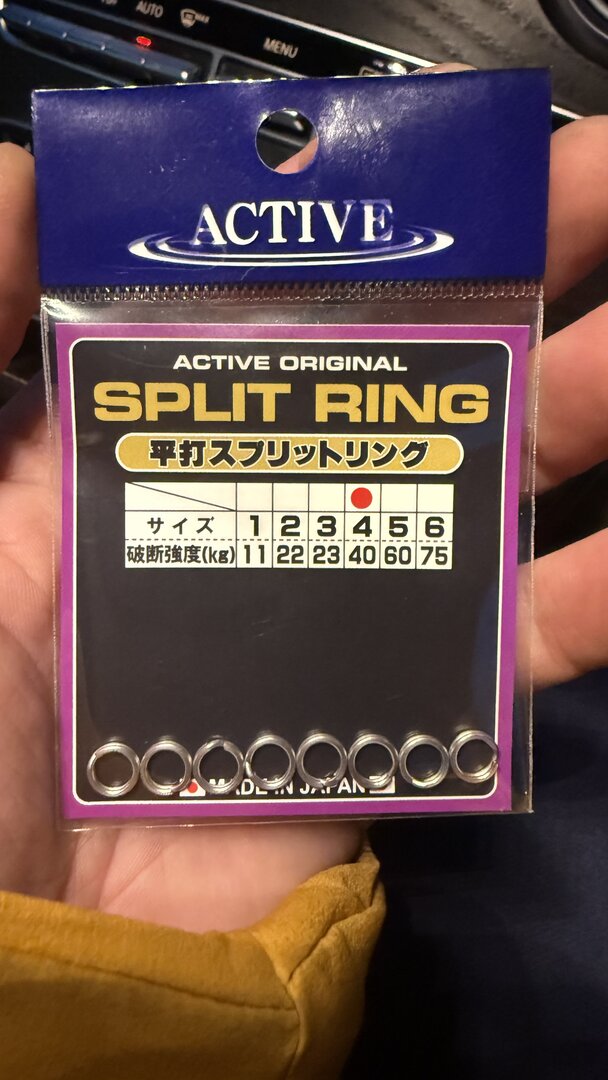 AUTO
MENU
ACTIVE
ACTIVE ORIGINAL
SPLIT RING
平打スプリットリング
サイズ 1 2 3 4 5 6
破断強度(kg) 11 22 23 40 60 75
MADE IN JAPAN